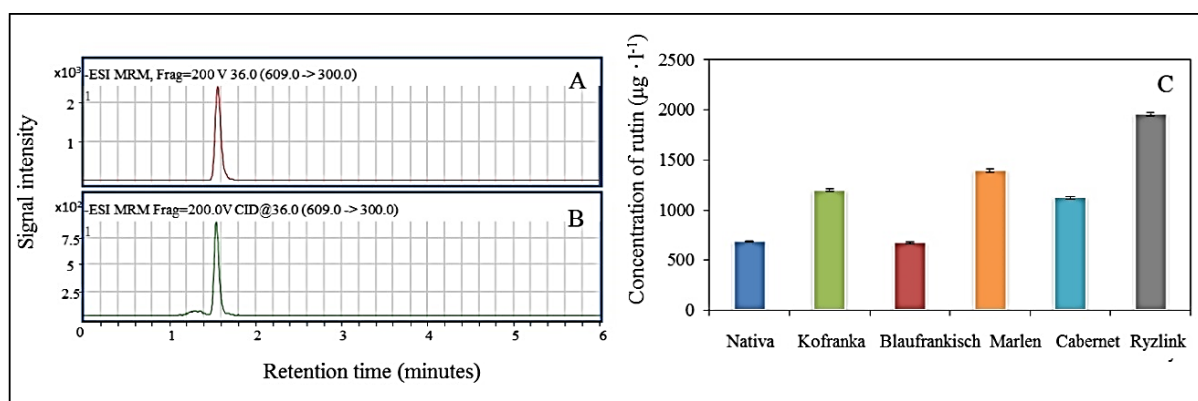 Signal intensity
x10³
-ESI MRM, Frag=200 V 36.0 (609.0 -> 300.0)
A
1
2
1
x10²
-ESI MRM Frag=200.0V CID@36.0 (609.0 -> 300.0)
B
1
7.5
5
2.5
0 1 2 3 4 5 6
Retention time (minutes)
Concentration of rutin (µg · l⁻¹)
C
2500
2000
1500
1000
500
0
Nativa Kofranka Blaufrankisch Marlen Cabernet Ryzlink